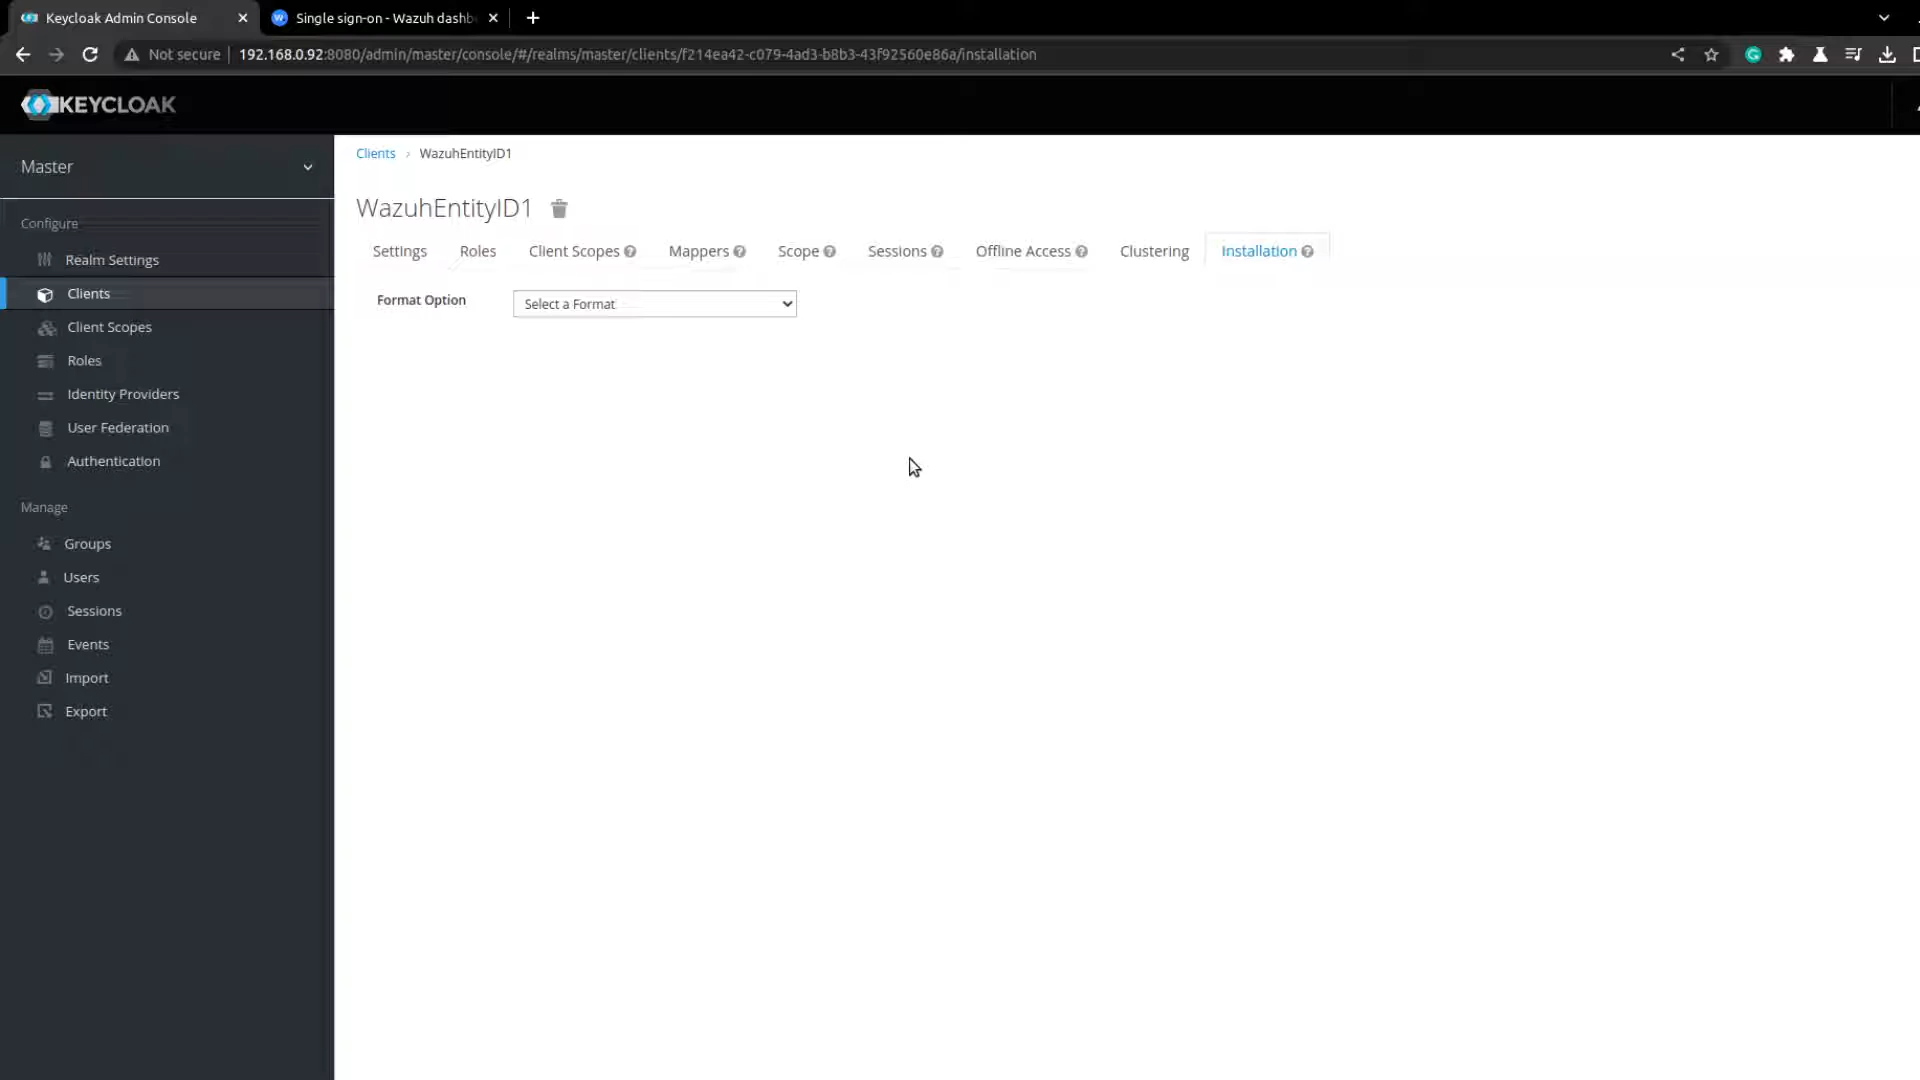 Keycloak Admin Console
Single sign-on - Wazuh dashb
Not secure
192.168.0.92:8080/admin/master/console/#/realms/master/clients/f214ea42-c079-4ad3-b8b3-43f92560e86a/installation
KEYCLOAK
Master
Configure
Realm Settings
Clients
Client Scopes
Roles
Identity Providers
User Federation
Authentication
Manage
Groups
Users
Sessions
Events
Import
Export
Clients › WazuhEntityID1
WazuhEntityID1
Settings Roles Client Scopes Mappers Scope Sessions Offline Access Clustering Installation
Format Option Select a Format